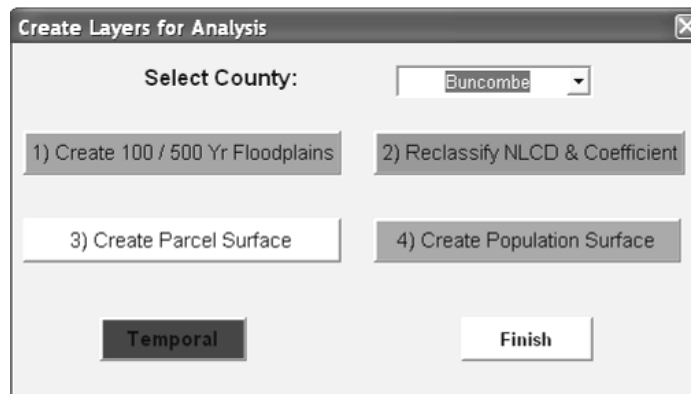 Create Layers for Analysis
Select County: Buncombe
1) Create 100 / 500 Yr Floodplains 2) Reclassify NLCD & Coefficient
3) Create Parcel Surface 4) Create Population Surface
Temporal Finish